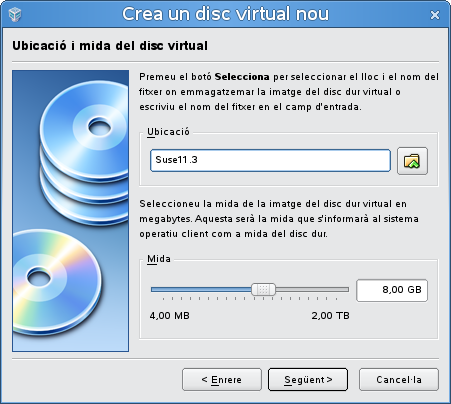 Crea un disc virtual nou
Ubicació i mida del disc virtual
Premeu el botó Selecciona per seleccionar el lloc i el nom del
fitxer on emmagatzemar la imatge del disc dur virtual o
escriviu el nom del fitxer en el camp d'entrada.
Ubicació
Suse11.3
Seleccioneu la mida de la imatge del disc dur virtual en
megabytes. Aquesta serà la mida que s'informarà al sistema
operatiu client com a mida del disc dur.
Mida
8,00 GB
4,00 MB 2,00 TB
< Enrere Següent > Cancel·la